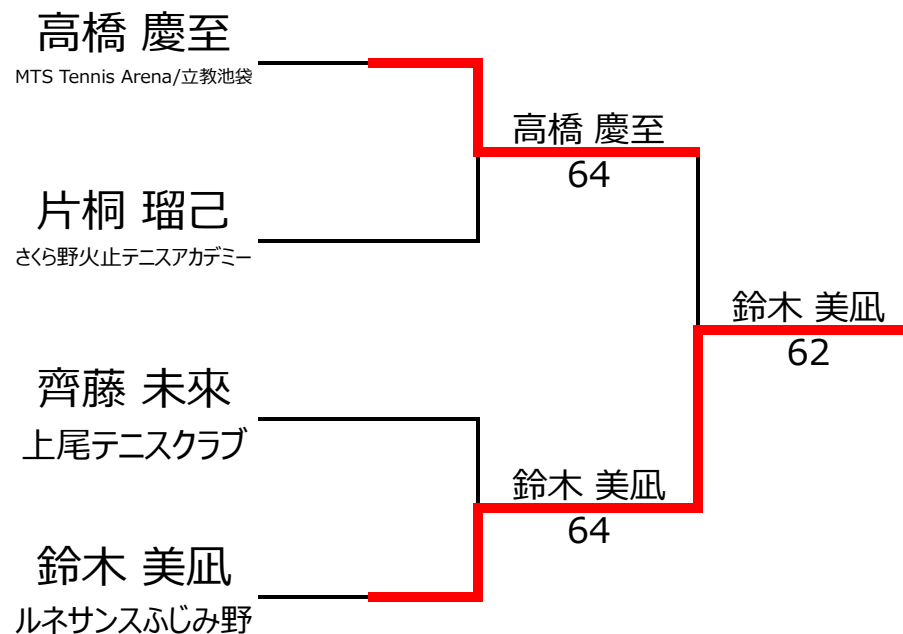 高橋 慶至
MTS Tennis Arena/立教池袋
高橋 慶至
64
片桐 瑠己
さくら野火止テニスアカデミー
鈴木 美凪
62
齊藤 未來
上尾テニスクラブ
鈴木 美凪
64
鈴木 美凪
ルネサンスふじみ野